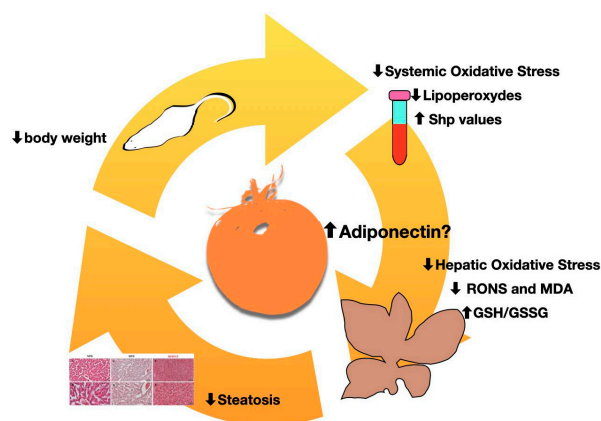 ↓Systemic Oxidative Stress
↓Lipoperoxydes
↑ Shp values
↓body weight
↑Adiponectin?
↓Hepatic Oxidative Stress
↓ RONS and MDA
↑GSH/GSSG
↓Steatosis